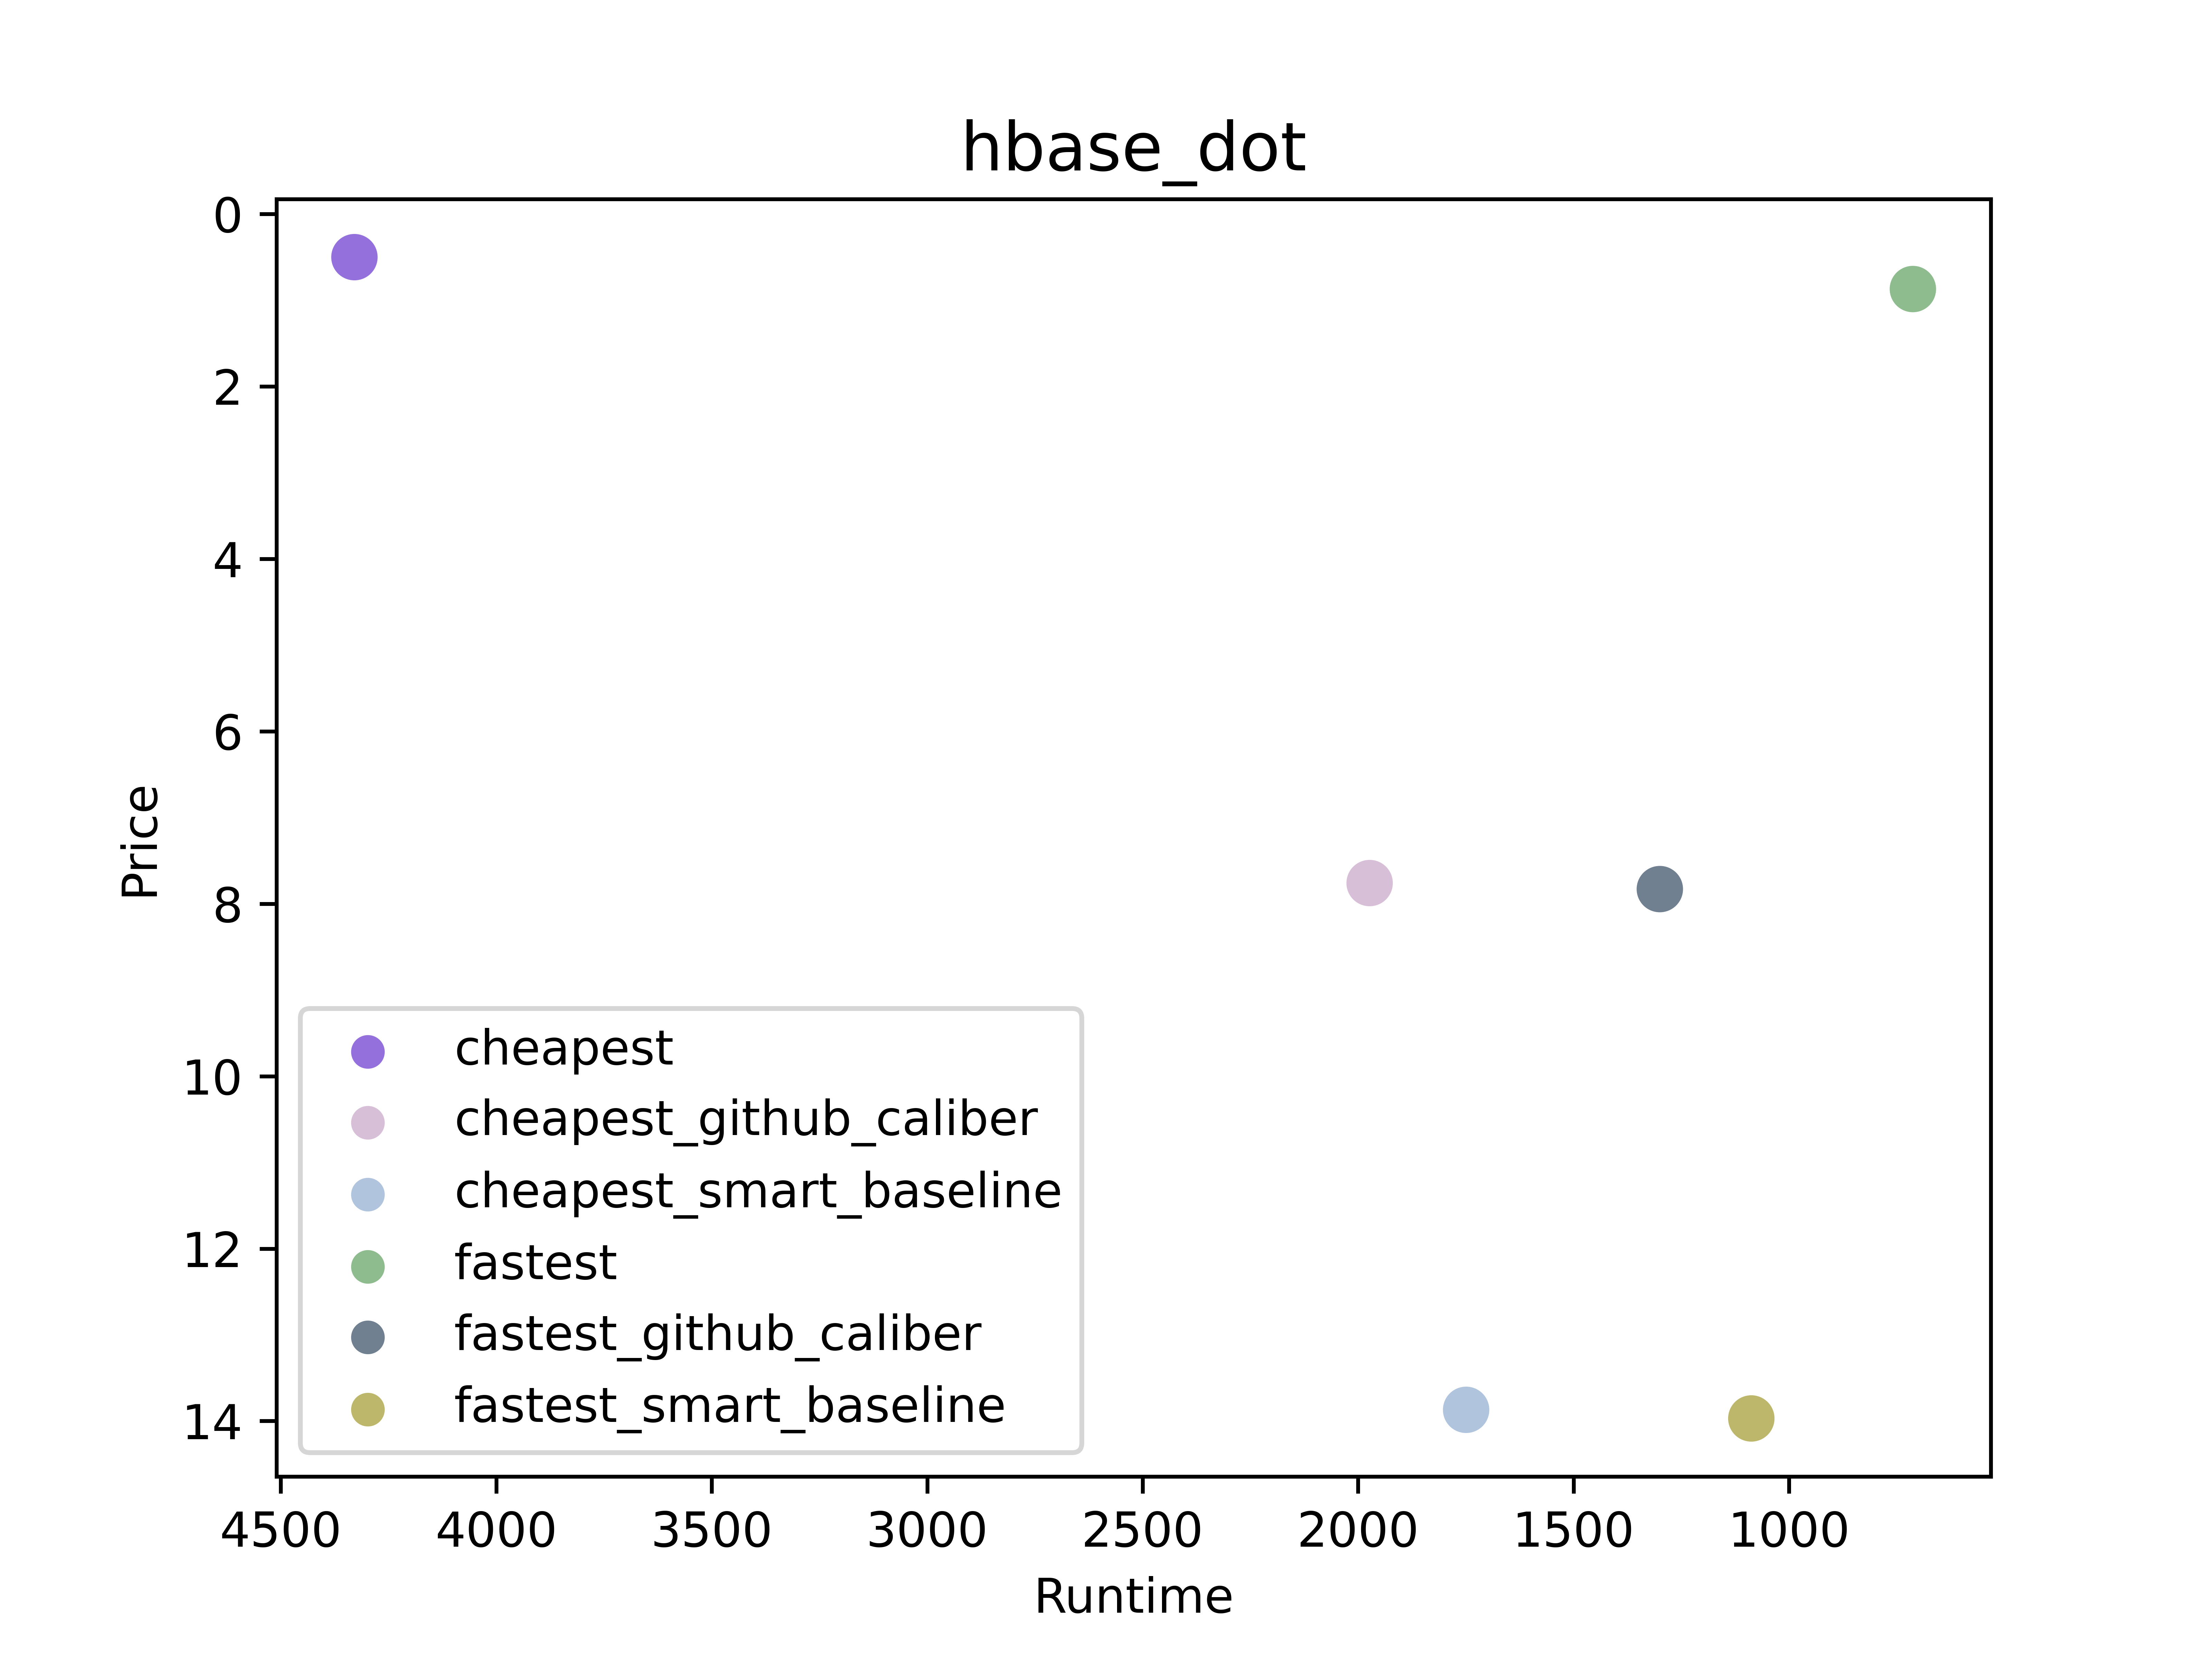 hbase_dot
0
2
4
6
8
10
12
14
Price
cheapest
cheapest_github_caliber
cheapest_smart_baseline
fastest
fastest_github_caliber
fastest_smart_baseline
4500 4000 3500 3000 2500 2000 1500 1000
Runtime